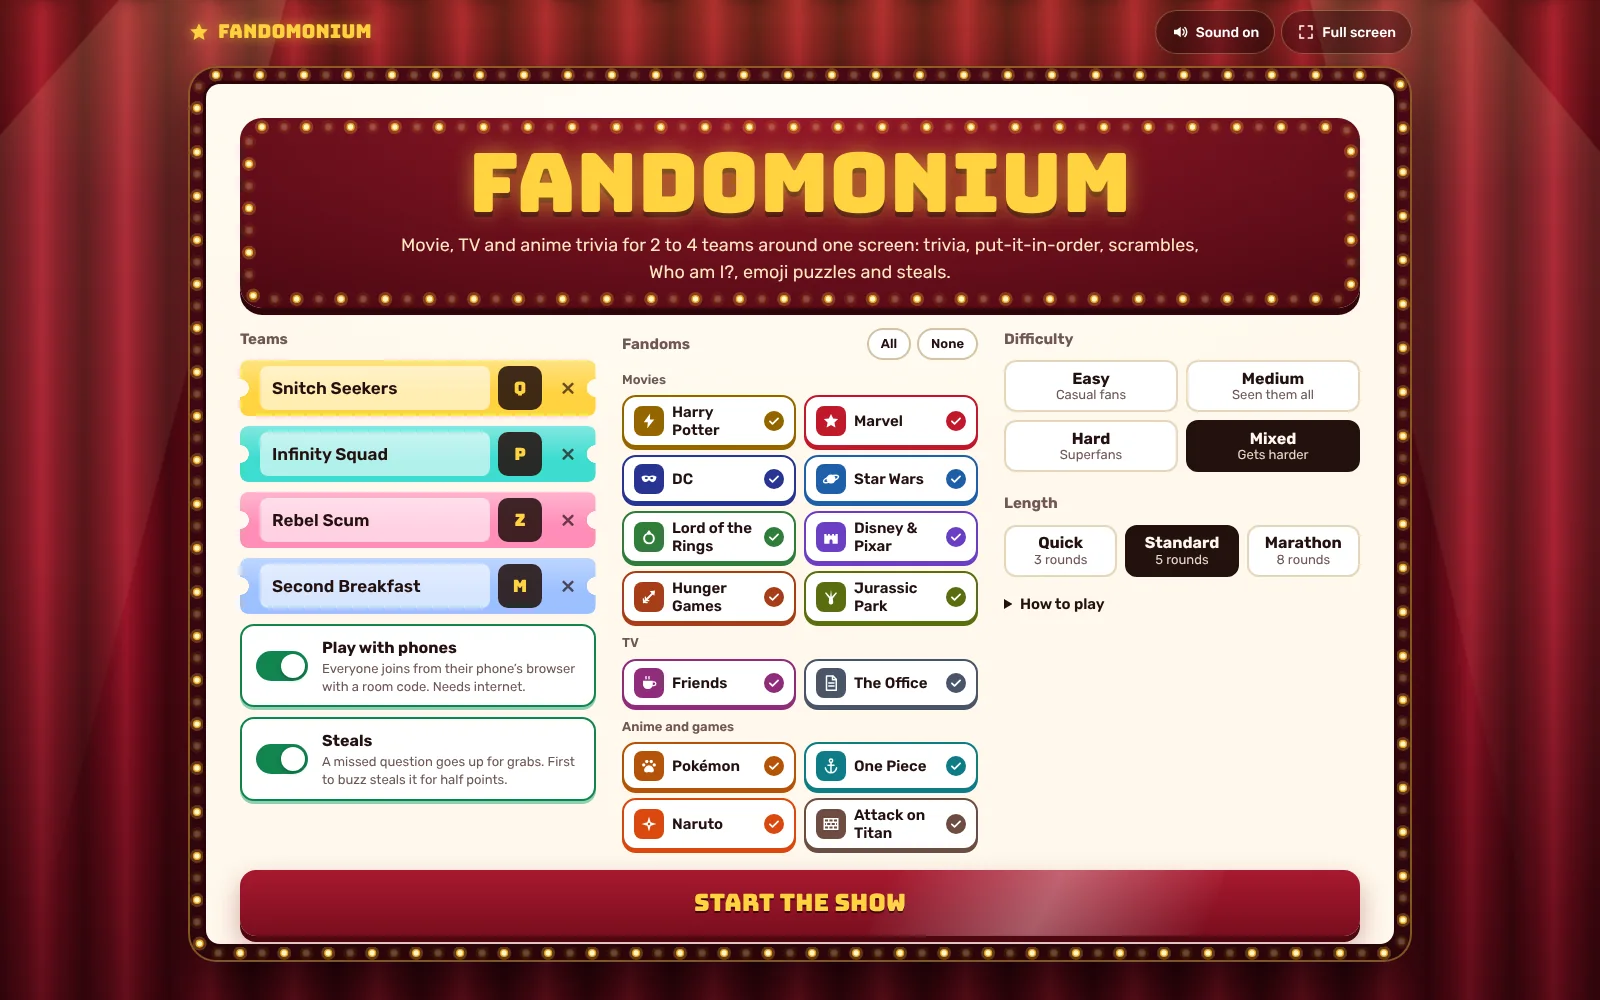 FANDOMONIUM
Sound on
Full screen
FANDOMONIUM
Movie, TV and anime trivia for 2 to 4 teams around one screen: trivia, put-it-in-order, scrambles,
Who am I?, emoji puzzles and steals.
Teams
Snitch Seekers
Q
Infinity Squad
P
Rebel Scum
Z
Second Breakfast
M
Play with phones
Everyone joins from their phone's browser
with a room code. Needs internet.
Steals
A missed question goes up for grabs. First
to buzz steals it for half points.
Fandoms
All
None
Movies
Harry
Potter
Marvel
DC
Star Wars
Lord of the
Rings
Disney &
Pixar
Hunger
Games
Jurassic
Park
TV
Friends
The Office
Anime and games
Pokémon
One Piece
Naruto
Attack on
Titan
Difficulty
Easy
Casual fans
Medium
Seen them all
Hard
Superfans
Mixed
Gets harder
Length
Quick
3 rounds
Standard
5 rounds
Marathon
8 rounds
How to play
START THE SHOW